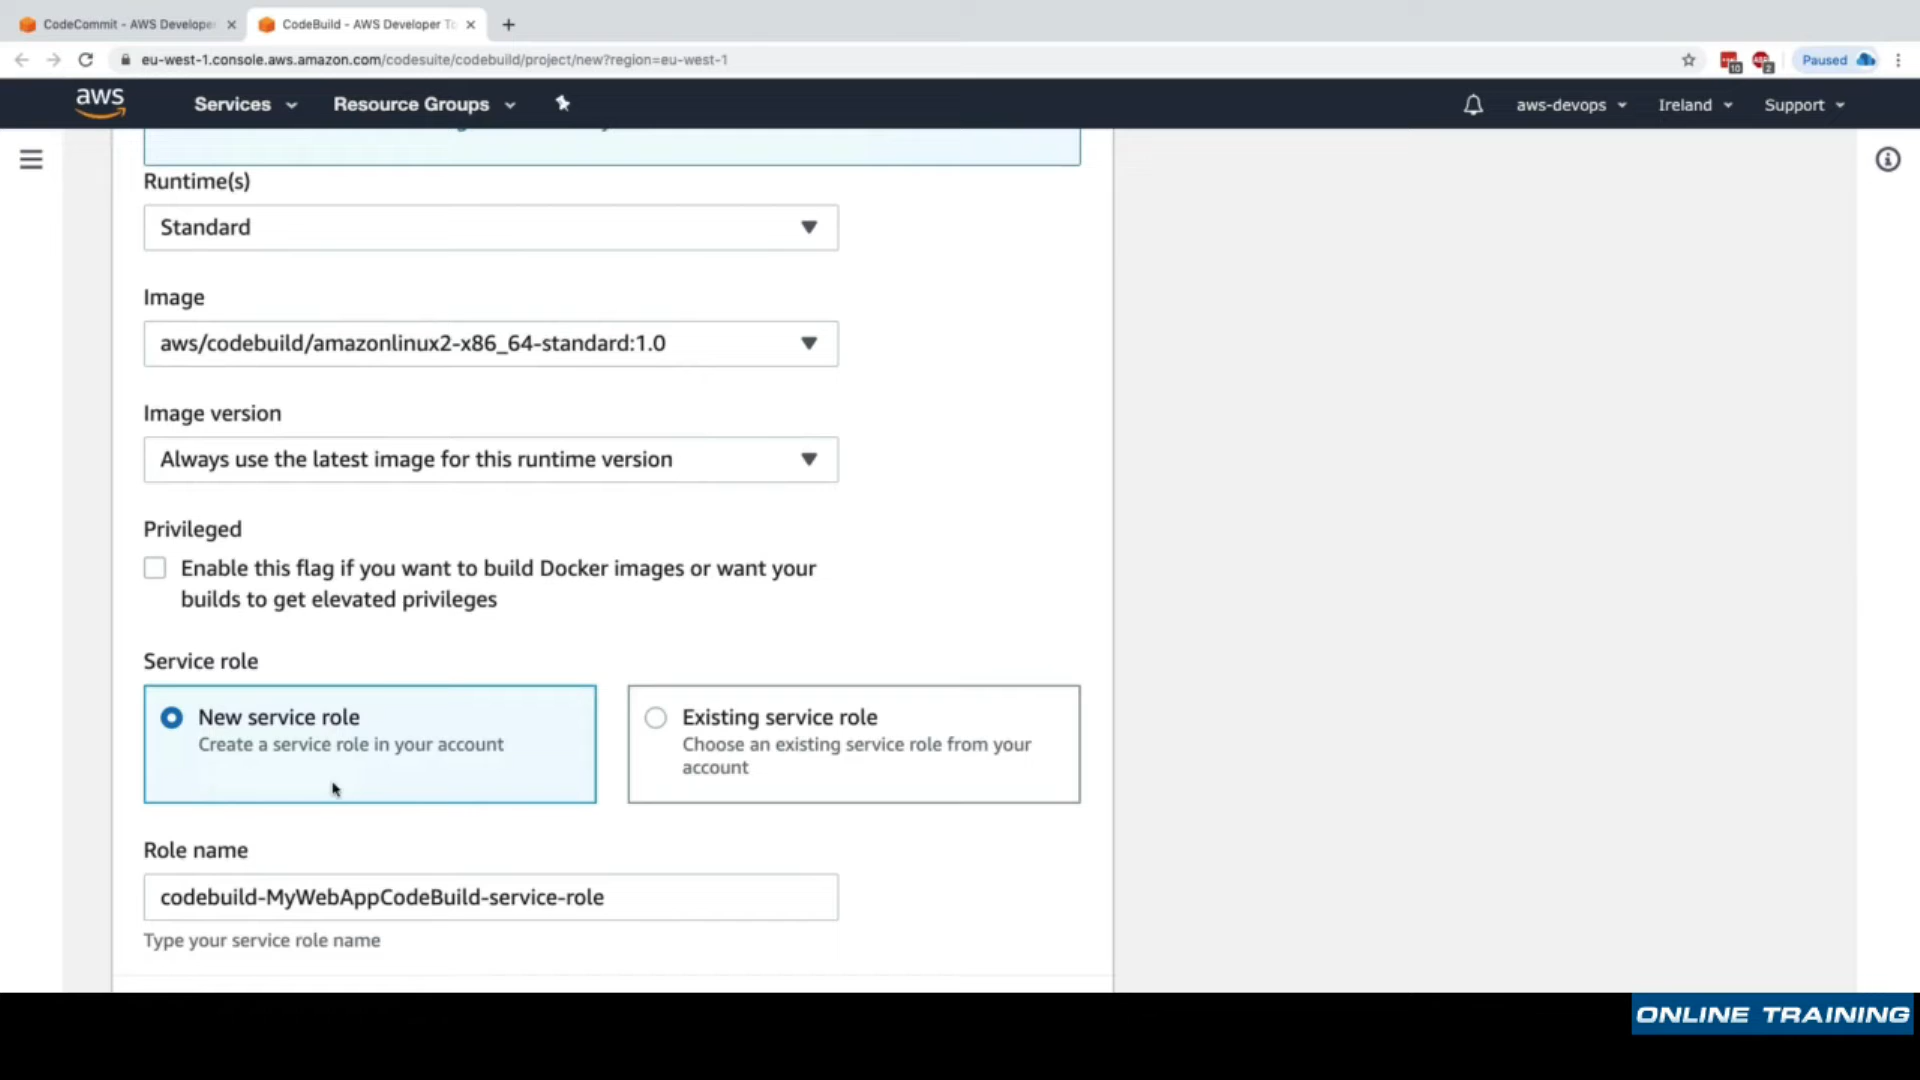 CodeCommit - AWS Develope
CodeBuild - AWS Developer To
eu-west-1.console.aws.amazon.com/codesuite/codebuild/project/new?region=eu-west-1
10
2
Paused
aws
Services
Resource Groups
aws-devops
Ireland
Support
Runtime(s)
Standard
Image
aws/codebuild/amazonlinux2-x86_64-standard:1.0
Image version
Always use the latest image for this runtime version
Privileged
Enable this flag if you want to build Docker images or want your
builds to get elevated privileges
Service role
New service role
Create a service role in your account
Existing service role
Choose an existing service role from your
account
Role name
codebuild-MyWebAppCodeBuild-service-role
Type your service role name
ONLINE TRAINING